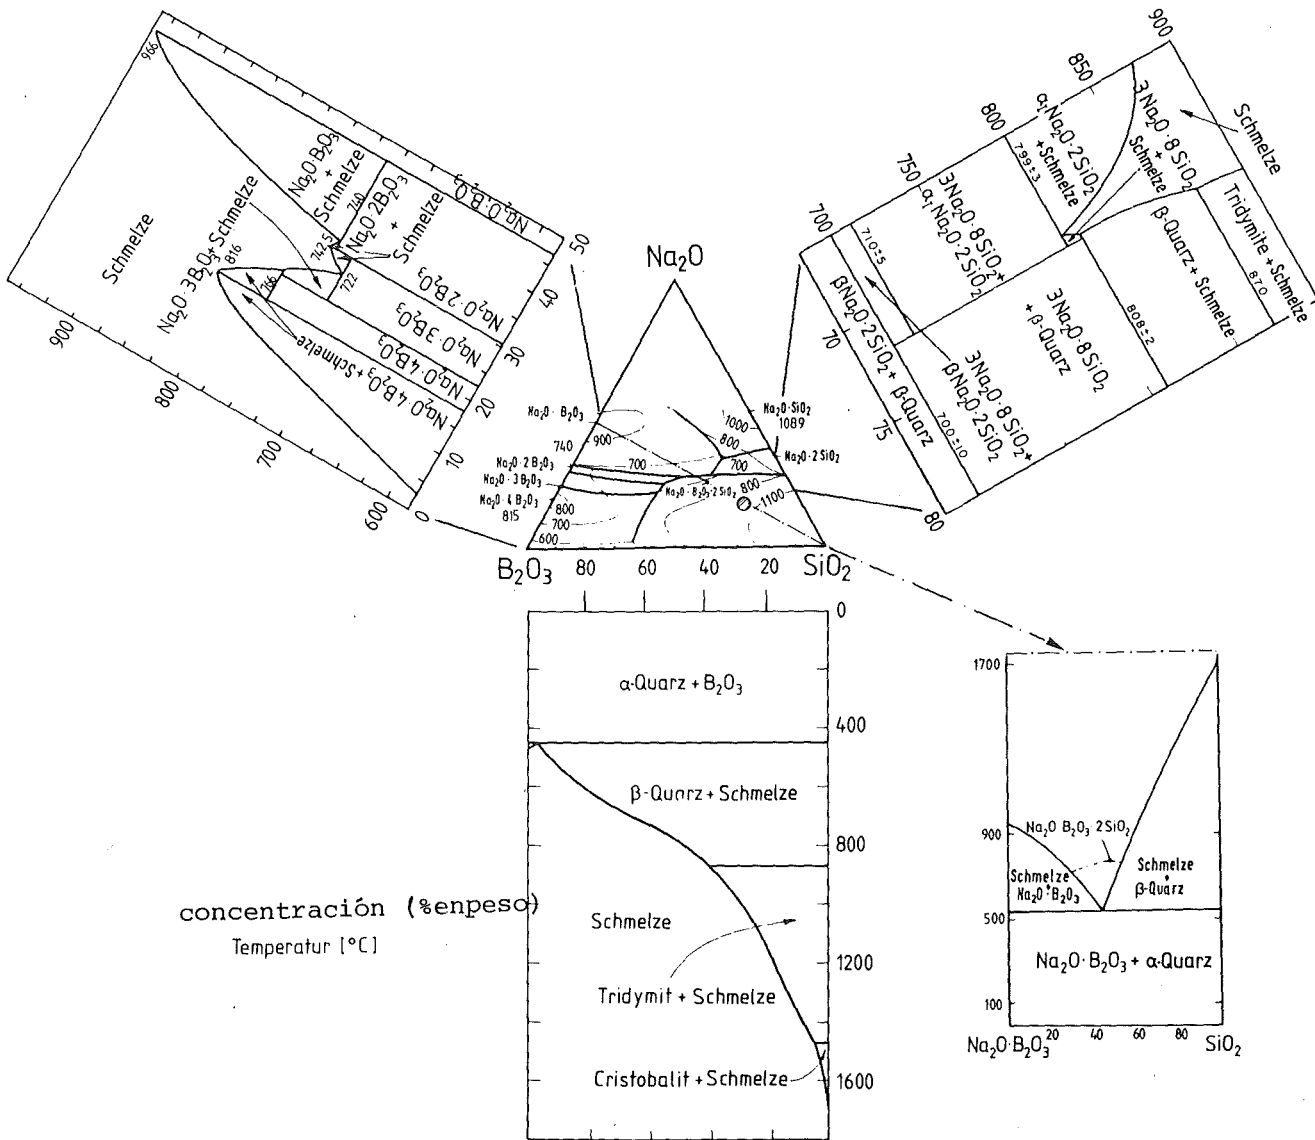 966
Schmelze
Na₂O·3B₂O₃+Schmelze
816
766
Na₂O·B₂O₃
+
Schmelze
740
742,5
722
Na₂O·2B₂O₃
+
Schmelze
Na₂O·B₂O₃
Na₂O·2B₂O₃
Na₂O·3B₂O₃
Na₂O·4B₂O₃
Na₂O·4B₂O₃+Schmelze
900
800
700
600
0
10
20
30
40
50
700
750
800
850
900
70
75
80
710±5
799±3
α₁Na₂O·2SiO₂
+ Schmelze
3Na₂O·8SiO₂
+
Schmelze
Schmelze
Tridymite + Schmelze
870
β-Quarz + Schmelze
808±2
3Na₂O·8SiO₂+
α₁Na₂O·2SiO₂
3Na₂O·8SiO₂
+ β-Quarz
3Na₂O·8SiO₂+
βNa₂O·2SiO₂
700±10
βNa₂O·2SiO₂+ β-Quarz
Na₂O
Na₂O·B₂O₃
740
Na₂O·2B₂O₃
Na₂O·3B₂O₃
Na₂O·4B₂O₃
815
Na₂O·SiO₂
1089
Na₂O·2SiO₂
Na₂O·B₂O₃·2SiO₂
900
1000
800
700
700
800
1100
800
700
600
B₂O₃
80
60
40
20
SiO₂
0
400
800
1200
1600
α-Quarz + B₂O₃
β-Quarz + Schmelze
Schmelze
Tridymit + Schmelze
Cristobalit + Schmelze
concentración (%enpeso)
Temperatur [°C]
1700
900
500
100
Na₂O B₂O₃ 2SiO₂
Schmelze
+
Na₂O B₂O₃
Schmelze
+
β-Quarz
Na₂O·B₂O₃ + α-Quarz
Na₂O·B₂O₃
20
40
60
80
SiO₂